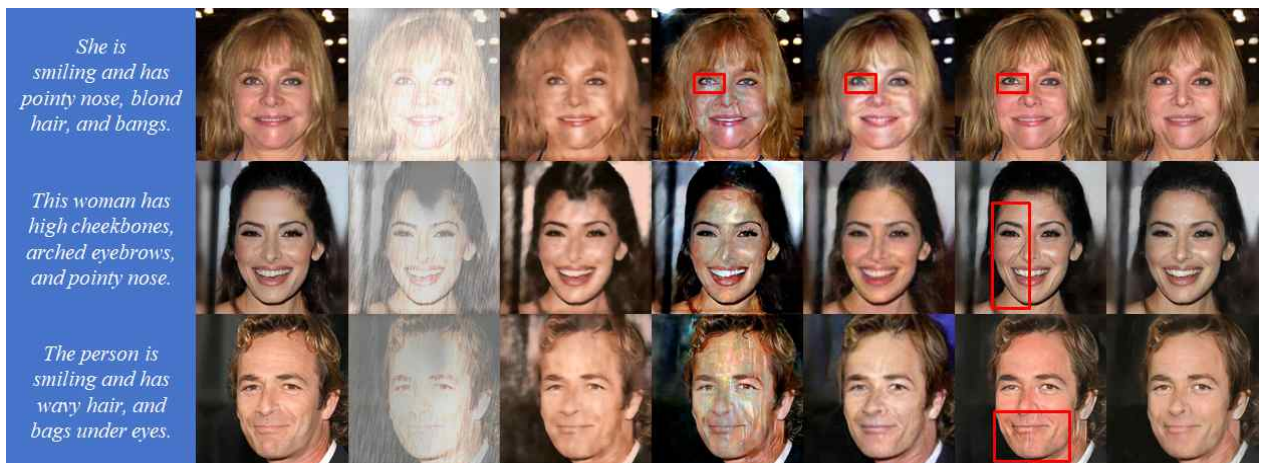 She is
smiling and has
pointy nose, blond
hair, and bangs.
This woman has
high cheekbones,
arched eyebrows,
and pointy nose.
The person is
smiling and has
wavy hair, and
bags under eyes.